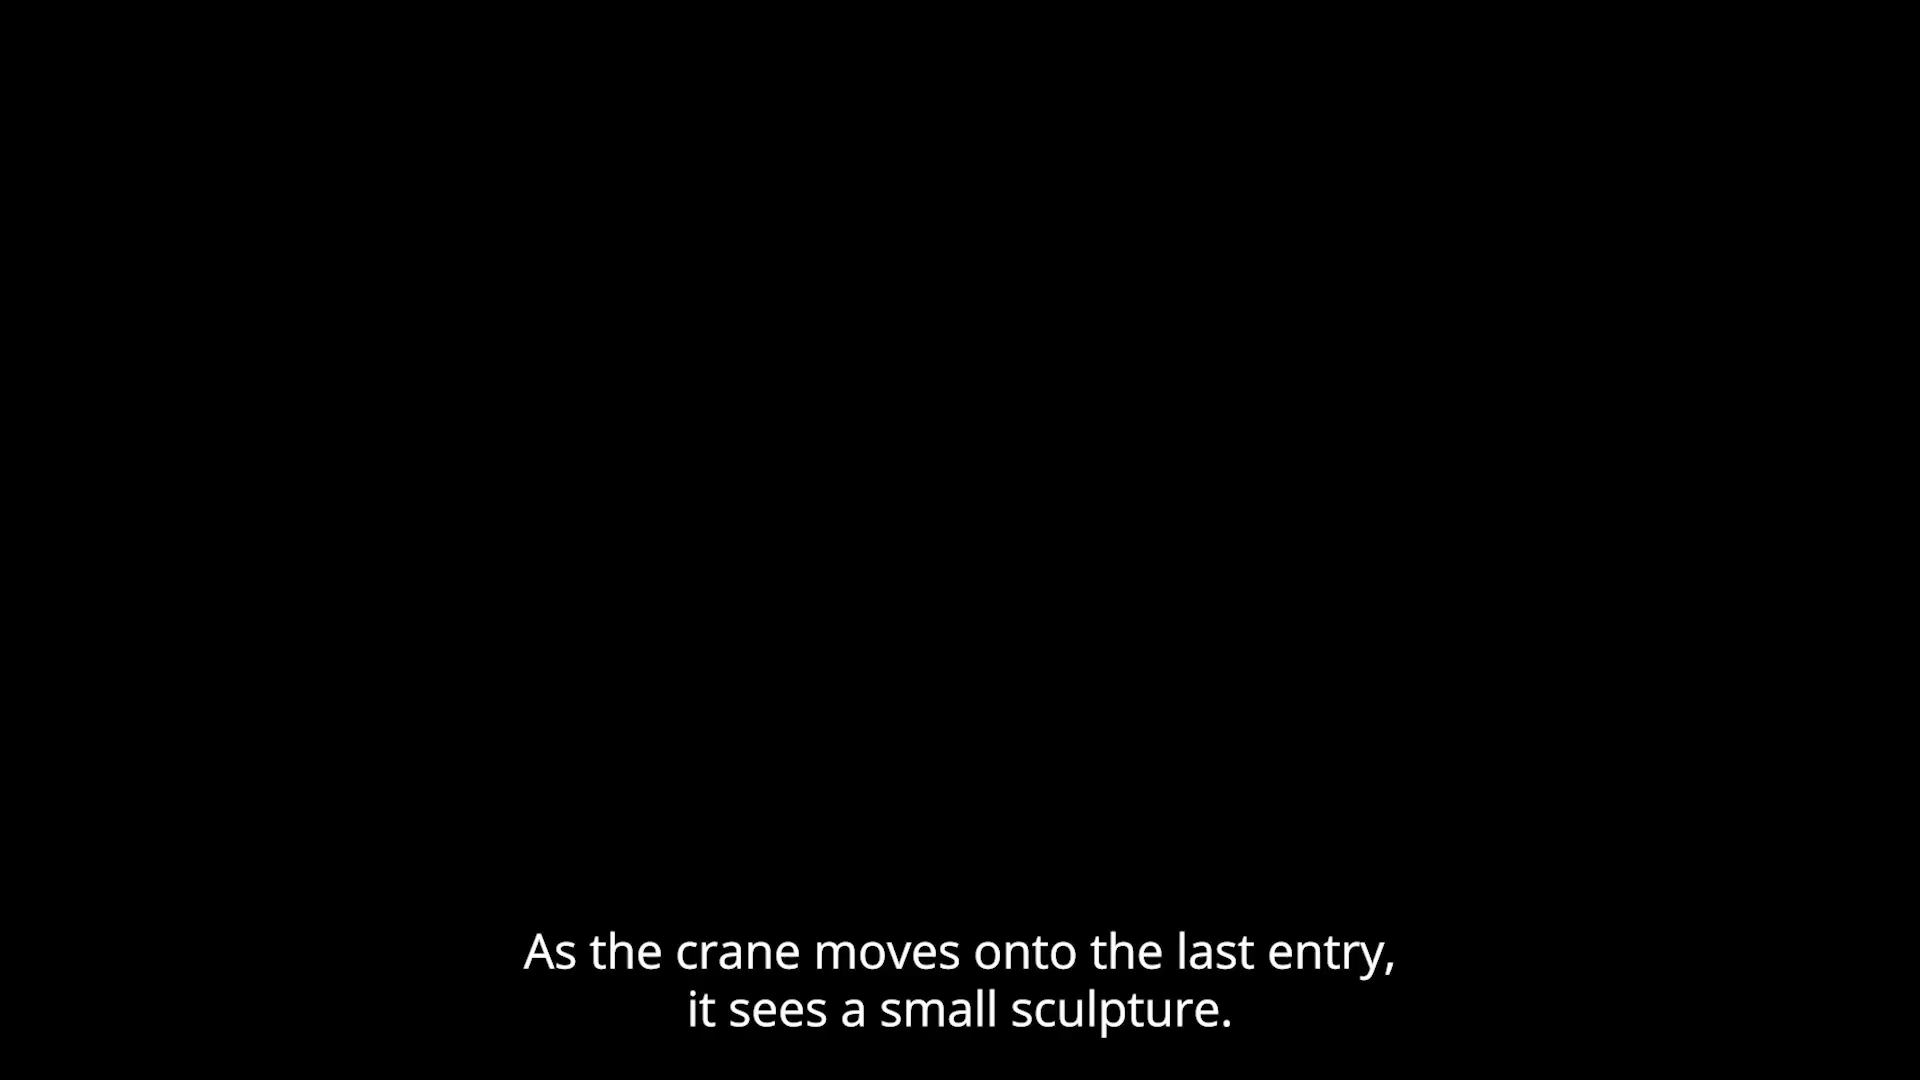 As the crane moves onto the last entry,
it sees a small sculpture.